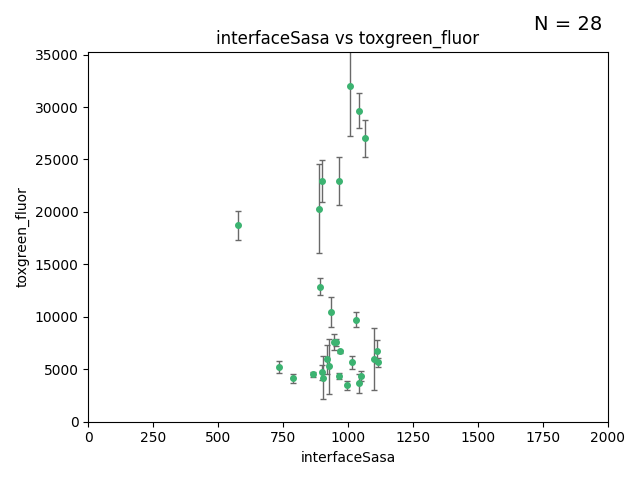 N = 28
interfaceSasa vs toxgreen_fluor
35000
30000
25000
20000
15000
10000
5000
0
toxgreen_fluor
0 250 500 750 1000 1250 1500 1750 2000
interfaceSasa